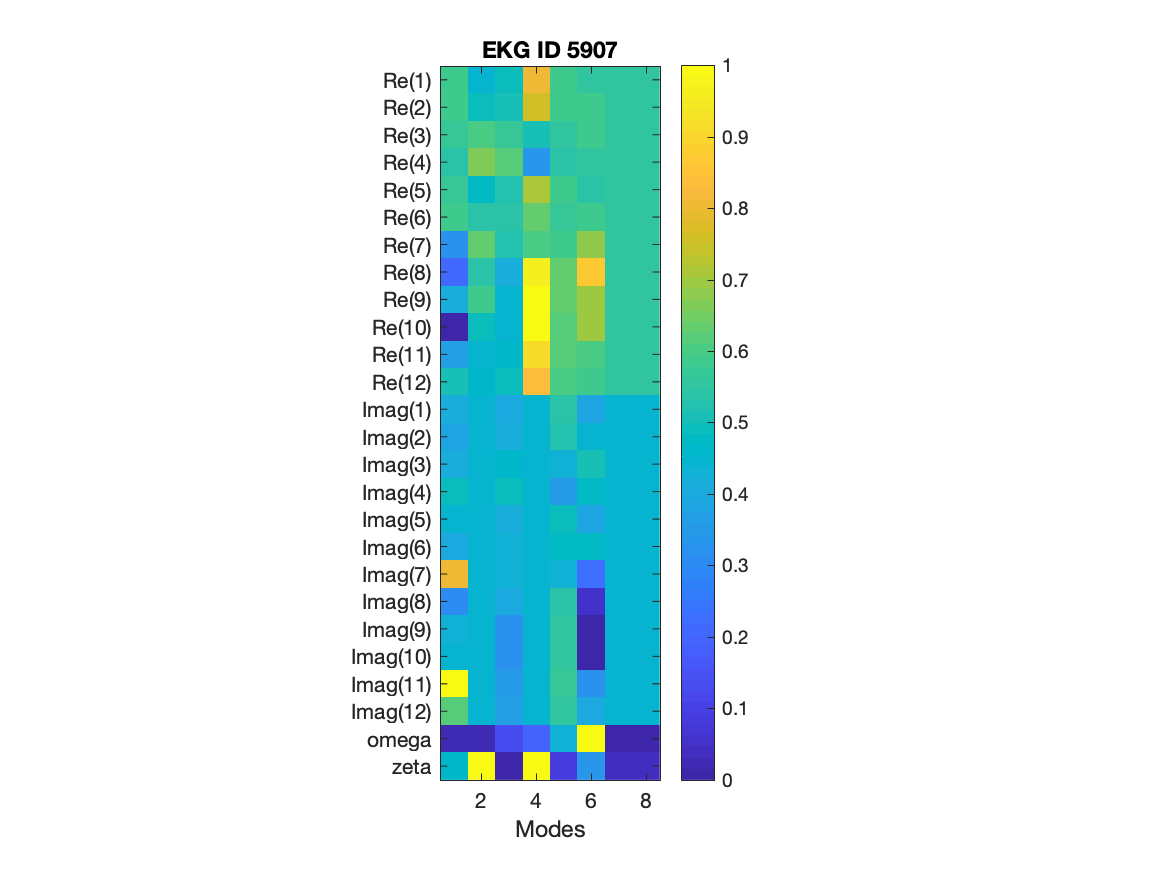 EKG ID 5907
Re(1)
Re(2)
Re(3)
Re(4)
Re(5)
Re(6)
Re(7)
Re(8)
Re(9)
Re(10)
Re(11)
Re(12)
Imag(1)
Imag(2)
Imag(3)
Imag(4)
Imag(5)
Imag(6)
Imag(7)
Imag(8)
Imag(9)
Imag(10)
Imag(11)
Imag(12)
omega
zeta
2 4 6 8
Modes
1
0.9
0.8
0.7
0.6
0.5
0.4
0.3
0.2
0.1
0